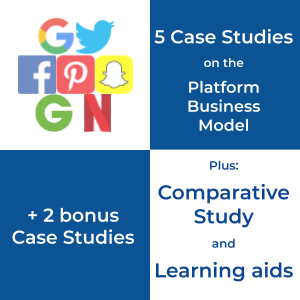 5 Case Studies
on the
Platform
Business
Model
+ 2 bonus
Case Studies
Plus:
Comparative
Study
and
Learning aids